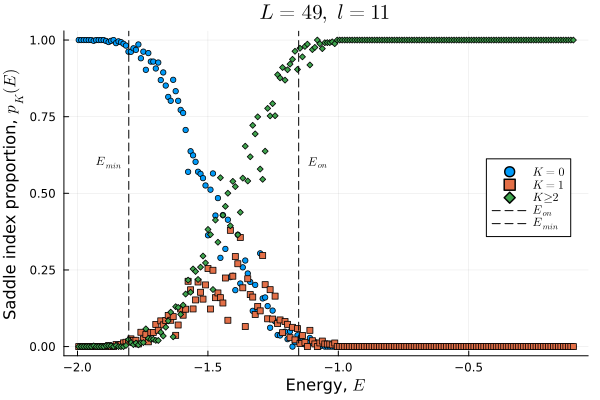 L = 49, l = 11
Saddle index proportion, p_K(E)
1.00
0.75
0.50
0.25
0.00
E_min
E_on
K = 0
K = 1
K≥2
E_on
E_min
−2.0 −1.5 −1.0 −0.5
Energy, E